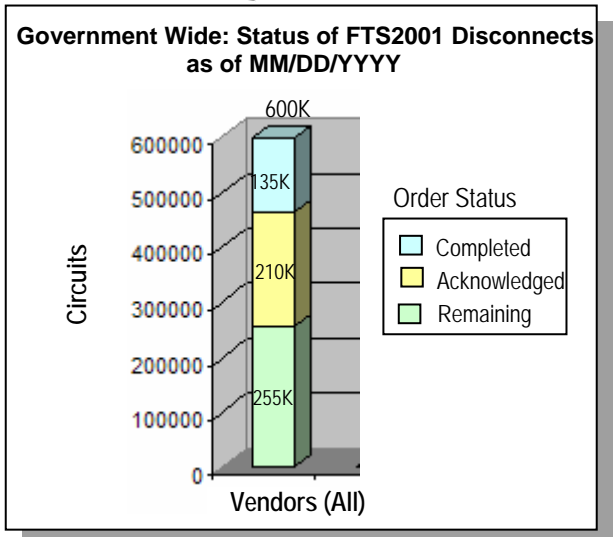 Government Wide: Status of FTS2001 Disconnects
as of MM/DD/YYYY
600K
600000
500000
400000
300000
200000
100000
0
135K
210K
255K
Circuits
Vendors (All)
Order Status
Completed
Acknowledged
Remaining